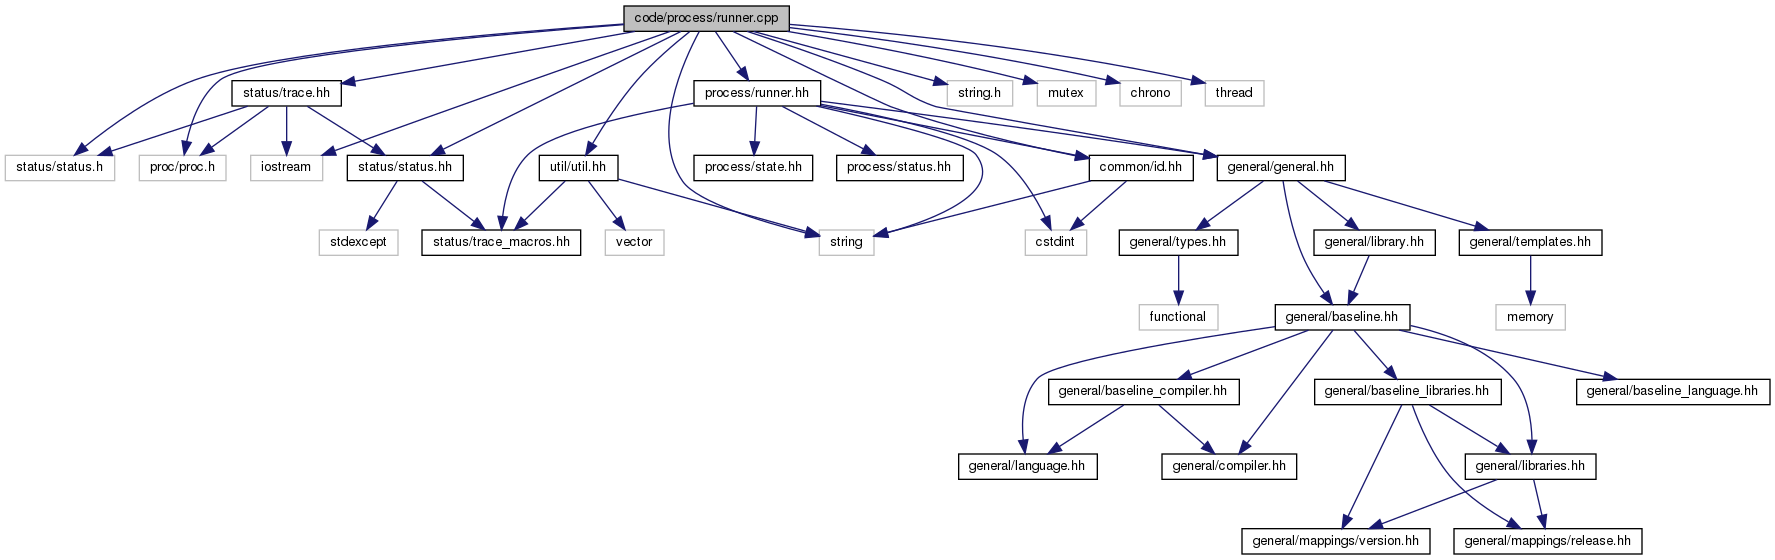 code/process/runner.cpp
status/trace.hh
process/runner.hh
string.h
mutex
chrono
thread
status/status.h
proc/proc.h
iostream
status/status.hh
util/util.hh
process/state.hh
process/status.hh
common/id.hh
general/general.hh
stdexcept
status/trace_macros.hh
vector
string
cstdint
general/types.hh
general/library.hh
general/templates.hh
functional
general/baseline.hh
memory
general/baseline_compiler.hh
general/baseline_libraries.hh
general/baseline_language.hh
general/language.hh
general/compiler.hh
general/libraries.hh
general/mappings/version.hh
general/mappings/release.hh